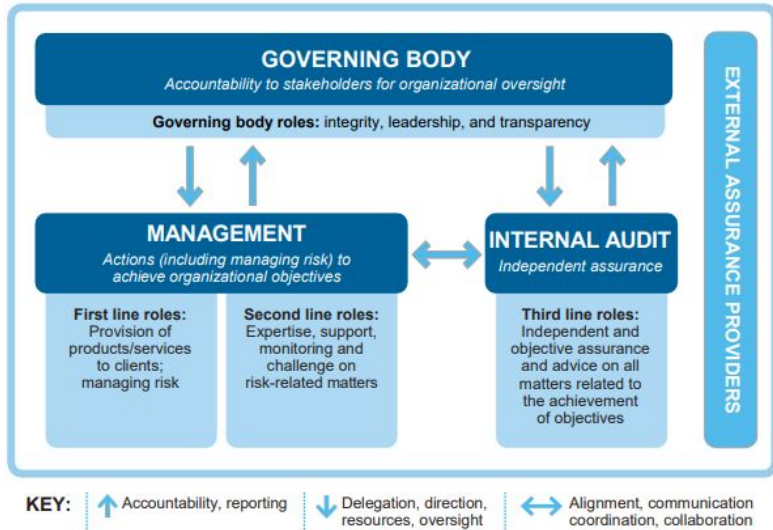 GOVERNING BODY
Accountability to stakeholders for organizational oversight
Governing body roles: integrity, leadership, and transparency
MANAGEMENT
Actions (including managing risk) to
achieve organizational objectives
First line roles:
Provision of
products/services
to clients;
managing risk
Second line roles:
Expertise, support,
monitoring and
challenge on
risk-related matters
INTERNAL AUDIT
Independent assurance
Third line roles:
Independent and
objective assurance
and advice on all
matters related to
the achievement
of objectives
EXTERNAL ASSURANCE PROVIDERS
KEY:
Accountability, reporting
Delegation, direction,
resources, oversight
Alignment, communication
coordination, collaboration